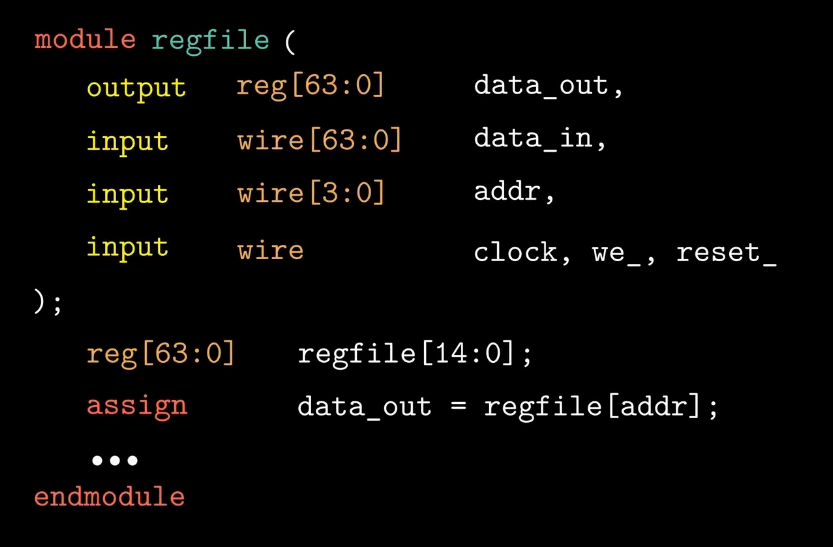 module regfile (
output reg[63:0] data_out,
input wire[63:0] data_in,
input wire[3:0] addr,
input wire clock, we_, reset_
);
reg[63:0] regfile[14:0];
assign data_out = regfile[addr];
•••
endmodule